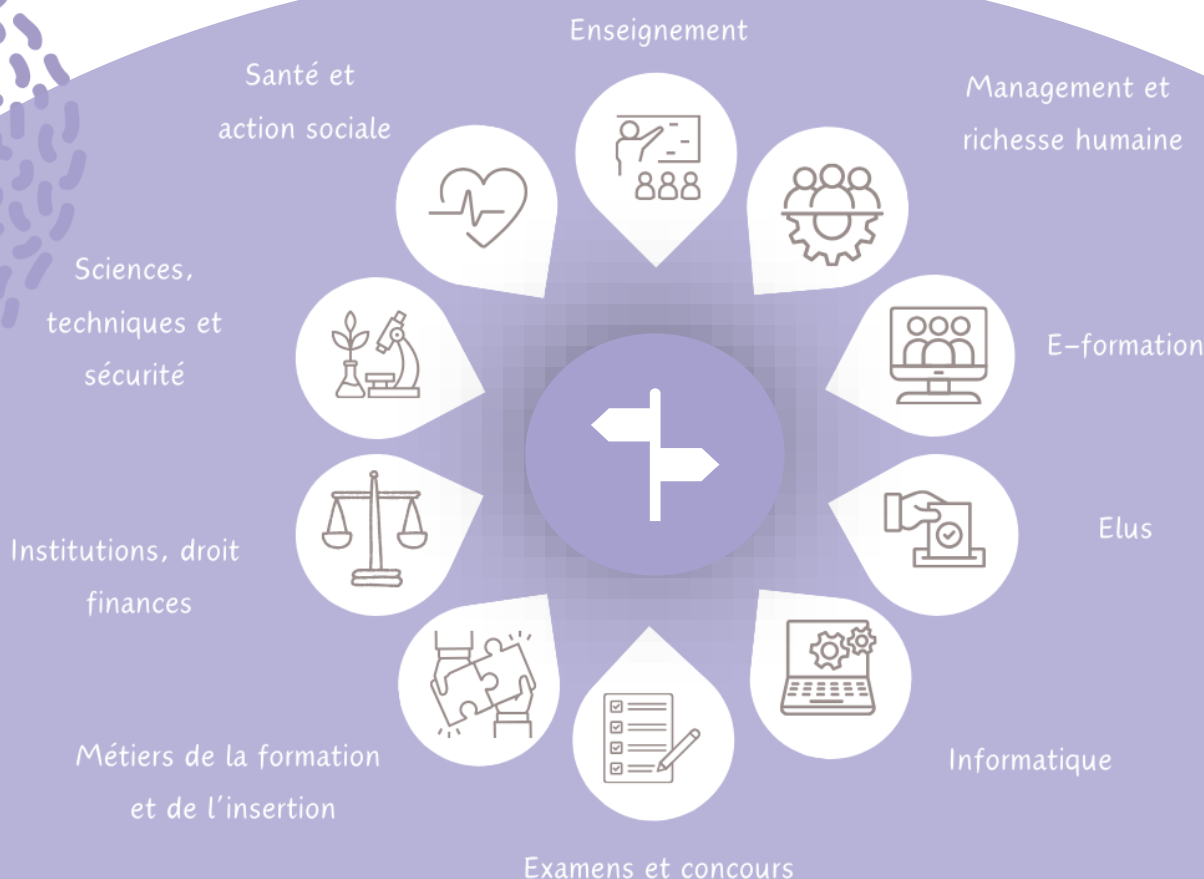 Enseignement
Santé et
action sociale
Management et
richesse humaine
Sciences,
techniques et
sécurité
E-formation
Institutions, droit
finances
Elus
Métiers de la formation
et de l'insertion
Informatique
Examens et concours